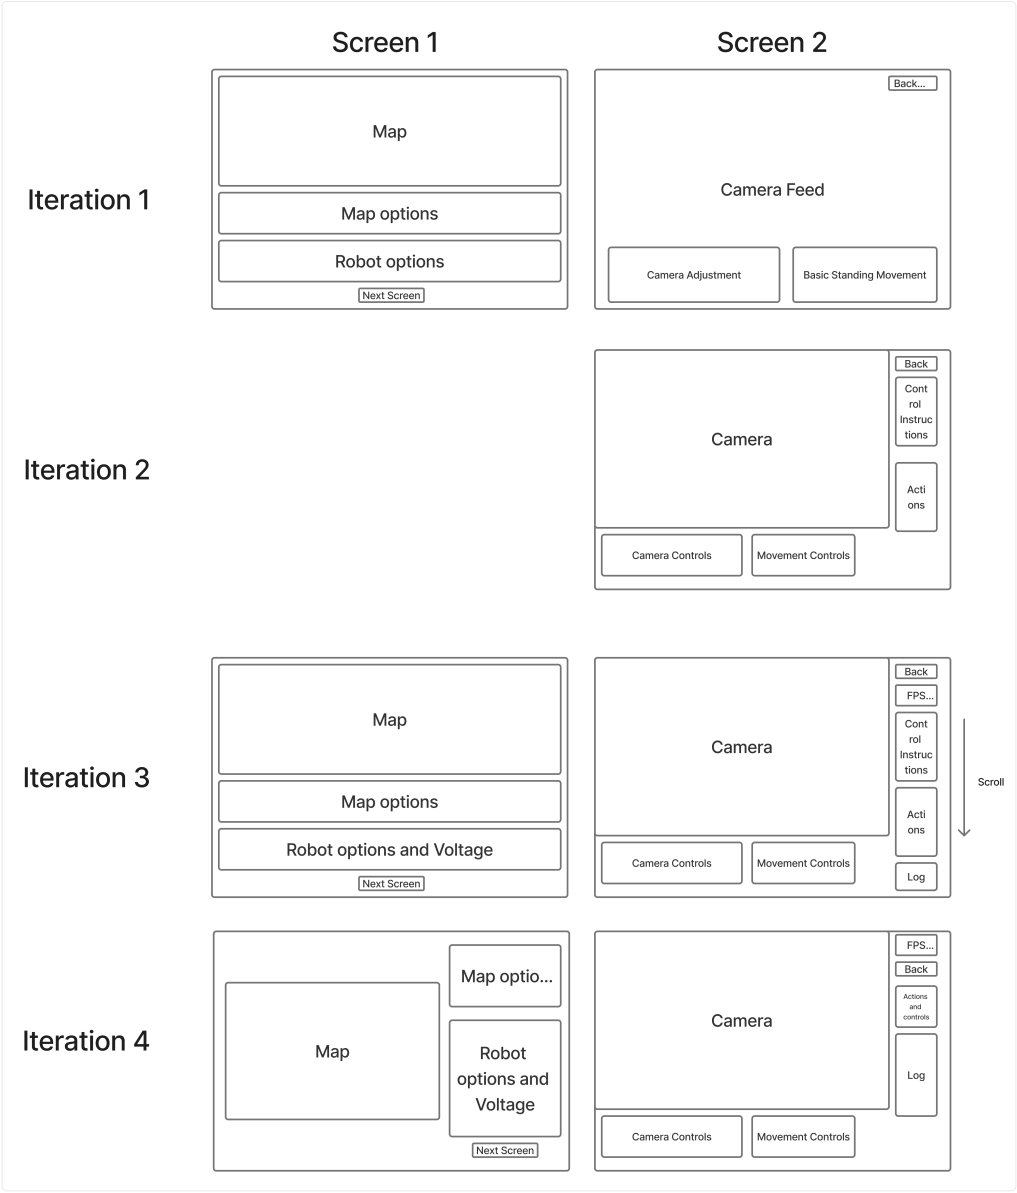 Screen 1
Screen 2
Iteration 1
Map
Map options
Robot options
Next Screen
Back...
Camera Feed
Camera Adjustment
Basic Standing Movement
Iteration 2
Camera
Back
Cont
rol
Instruc
tions
Acti
ons
Camera Controls
Movement Controls
Iteration 3
Map
Map options
Robot options and Voltage
Next Screen
Camera
Back
FPS...
Cont
rol
Instruc
tions
Acti
ons
Log
Scroll
Camera Controls
Movement Controls
Iteration 4
Map
Map optio...
Robot
options and
Voltage
Next Screen
Camera
FPS...
Back
Actions
and
controls
Log
Camera Controls
Movement Controls